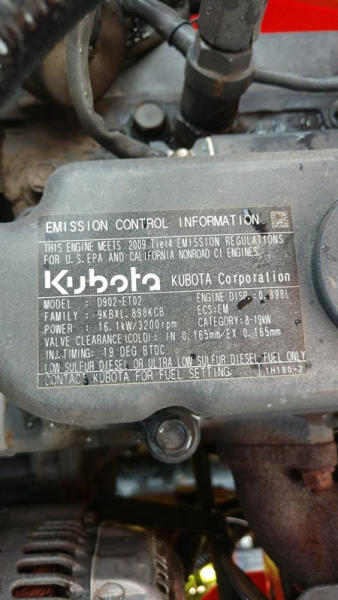 EMISSION CONTROL INFORMATION
THIS ENGINE MEETS 2009 Tier4 EMISSION REGULATIONS
FOR U.S.EPA AND CALIFORNIA NONROAD CI ENGINES.
Kubota KUBOTA Corporation
MODEL : D902-ET02 ENGINE DISP.:0.898L
FAMILY : 9KBXL.898KCB ECS:EM
POWER : 16.1kW/3200rpm CATEGORY:8-19kW
VALVE CLEARANCE(COLD): IN 0.165mm EX 0.165mm
INJ.TIMING: 19 DEG BTDC
LOW SULFUR DIESEL OR ULTRA LOW SULFUR DIESEL FUEL ONLY
CONTACT KUBOTA FOR FUEL SETTING. 1H180-2